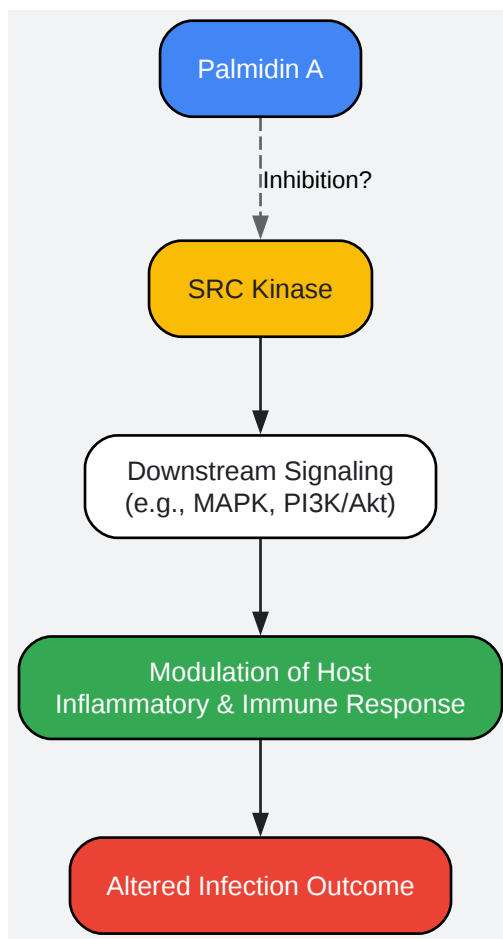 Palmidin A
Inhibition?
SRC Kinase
Downstream Signaling
(e.g., MAPK, PI3K/Akt)
Modulation of Host
Inflammatory & Immune Response
Altered Infection Outcome